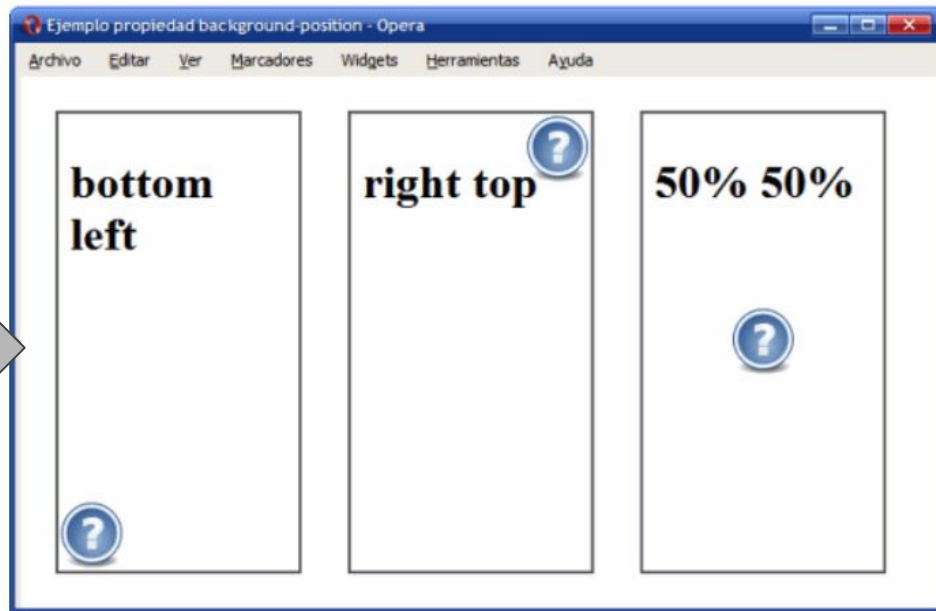 Ejemplo propiedad background-position - Opera
Archivo Editar Ver Marcadores Widgets Herramientas Ayuda
bottom
left
right top
50% 50%
?
?
?